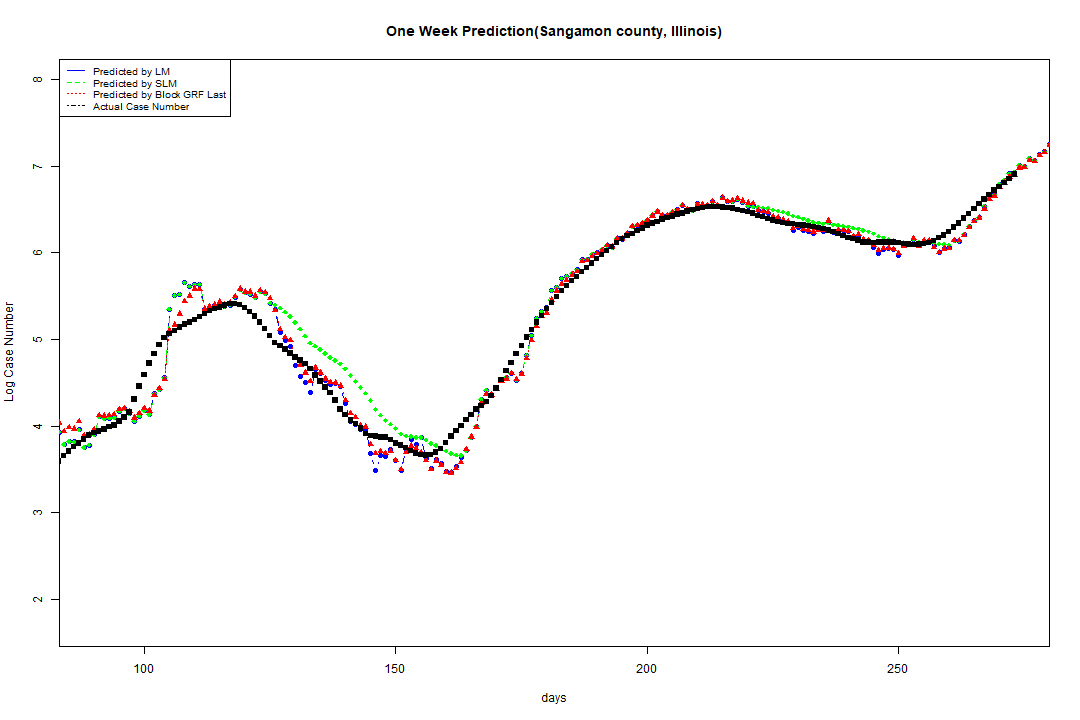 One Week Prediction(Sangamon county, Illinois)
Predicted by LM
Predicted by SLM
Predicted by Block GRF Last
Actual Case Number
8
7
6
5
4
3
2
Log Case Number
100 150 200 250
days